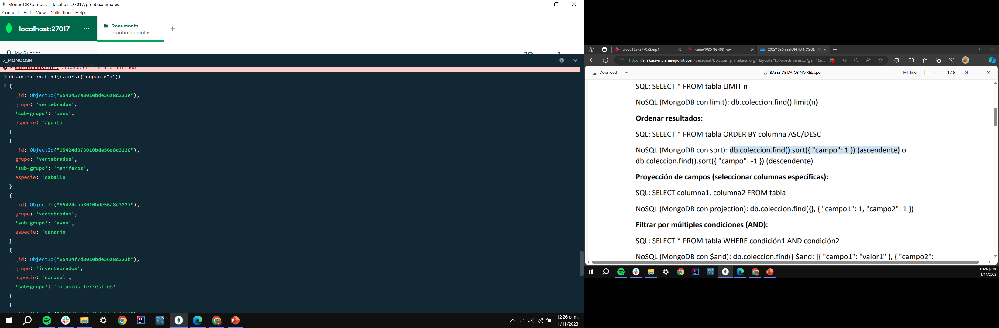 MongoDB Compass - localhost:27017/prueba.animales
Connect Edit View Collection Help
localhost:27017 ...
Documents
prueba.animales
+
{} My Queries
10 1
>_MONGOSH
ReferenceError: ascendente is not defined
> db.animales.find().sort({"especie":1})
< {
_id: ObjectId("6542457a3010bde56a8c321e"),
grupo: 'vertebrados',
'sub-grupo': 'aves',
especie: 'aguila'
}
{
_id: ObjectId("65424d373010bde56a8c3228"),
grupo: 'vertebrados',
'sub-grupo': 'mamiferos',
especie: 'caballo'
}
{
_id: ObjectId("65424cba3010bde56a8c3227"),
grupo: 'vertebrados',
'sub-grupo': 'aves',
especie: 'canario'
}
{
_id: ObjectId("65424f7d3010bde56a8c322b"),
grupo: 'invertebrados',
especie: 'caracol',
'sub-grupo': 'moluscos terrestres'
}
{
12:26 p. m.
1/11/2023
video1927377052.mp4
video1035763408.mp4
20231030 SESION 40 NOSQL - O
https://makaia-my.sharepoint.com/personal/bootcamp_makaia_org/_layouts/15/onedrive.aspx?ga=1&i...
Download ...
BASES DE DATOS NO REL....pdf
Info
1 / 6
SQL: SELECT * FROM tabla LIMIT n
NoSQL (MongoDB con limit): db.coleccion.find().limit(n)
Ordenar resultados:
SQL: SELECT * FROM tabla ORDER BY columna ASC/DESC
NoSQL (MongoDB con sort): db.coleccion.find().sort({ "campo": 1 }) (ascendente) o
db.coleccion.find().sort({ "campo": -1 }) (descendente)
Proyección de campos (seleccionar columnas específicas):
SQL: SELECT columna1, columna2 FROM tabla
NoSQL (MongoDB con projection): db.coleccion.find({}, { "campo1": 1, "campo2": 1 })
Filtrar por múltiples condiciones (AND):
SQL: SELECT * FROM tabla WHERE condición1 AND condición2
NoSQL (MongoDB con $and): db.coleccion.find({ $and: [{ "campo1": "valor1" }, { "campo2":
12:26 p. m.
1/11/2023